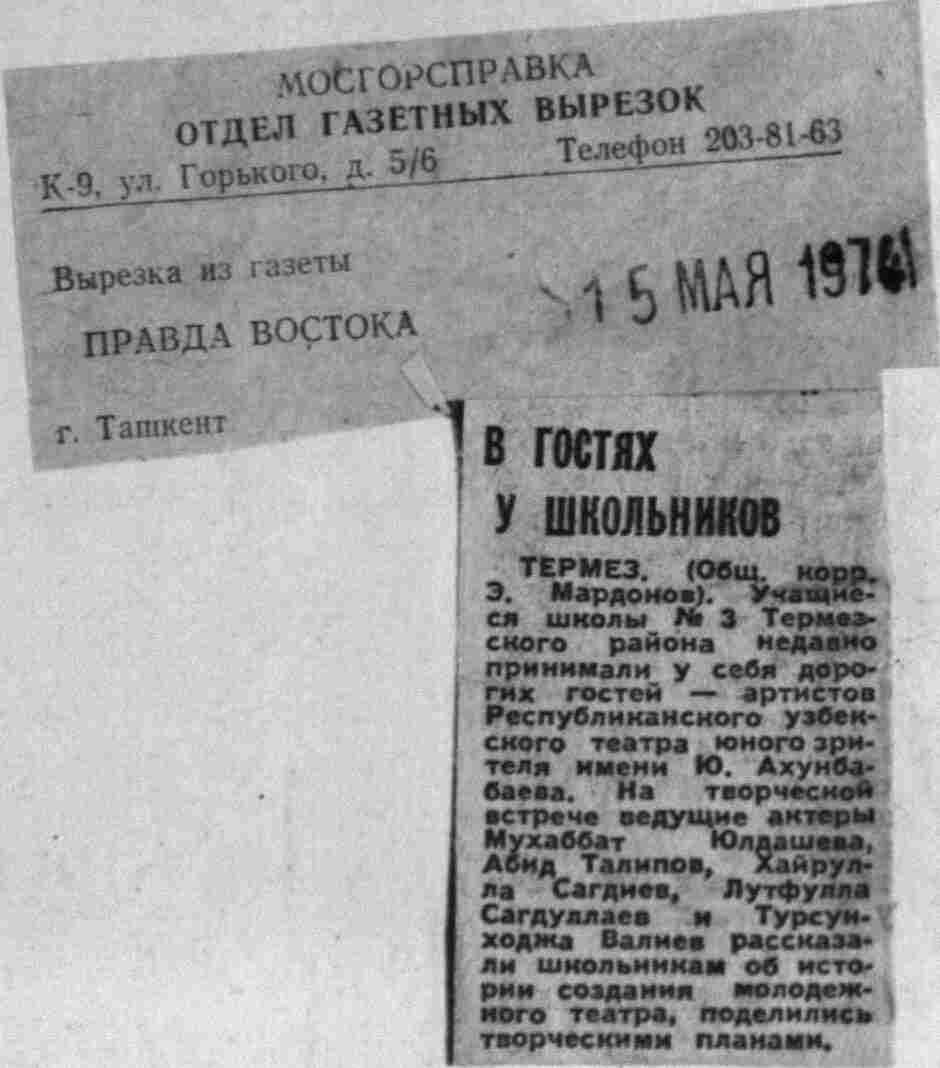 МОСГОРСПРАВКА
ОТДЕЛ ГАЗЕТНЫХ ВЫРЕЗОК
К-9, ул. Горького, д. 5/6 Телефон 203-81-63
Вырезка из газеты
15 МАЯ
ПРАВДА ВОСТОКА
г. Ташкент
В ГОСТЯХ
У ШКОЛЬНИКОВ
ТЕРМЕЗ. (Общ. корр.
Э. Мардонов). Учащие-
ся школы № 3 Термез-
ского района недавно
принимали у себя доро-
гих гостей — артистов
Республиканского узбек-
ского театра юного зри-
теля имени Ю. Ахунба-
баева. На творческой
встрече ведущие актеры
Мухаббат Юлдашева,
Абид Талипов, Хайрул-
ла Сагдиев, Лутфулла
Сагдуллаев и Турсун-
ходжа Валиев рассказа-
ли школьникам об исто-
рии создания молодеж-
ного театра, поделились
творческими планами.